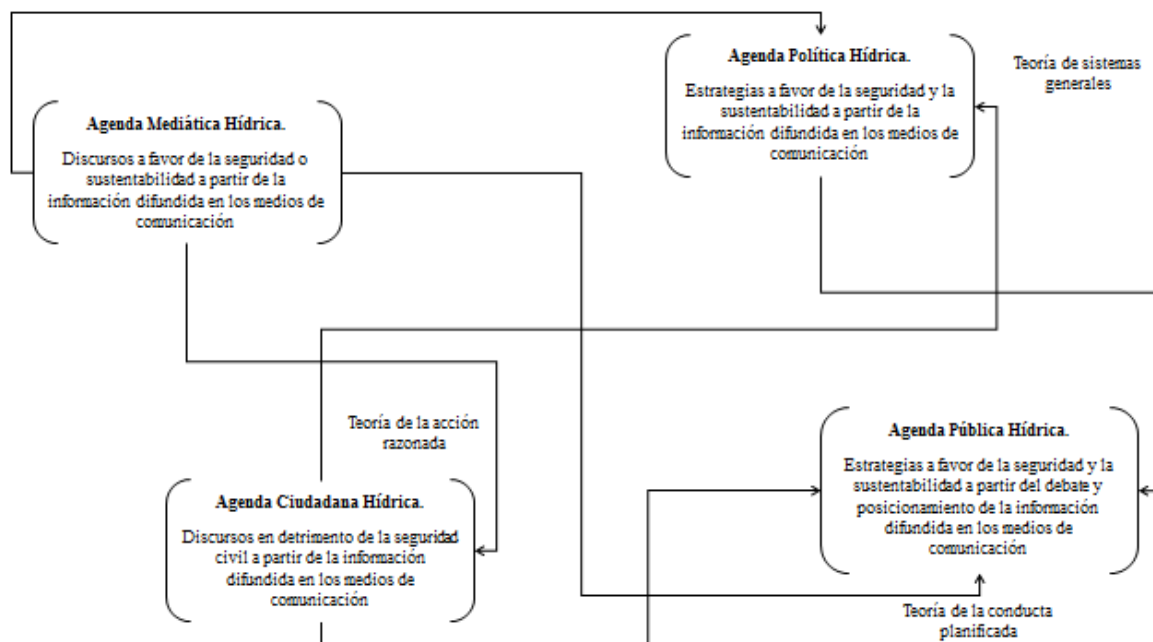 Agenda Política Hídrica.
Estrategias a favor de la seguridad y la
sustentabilidad a partir de la
información difundida en los medios de
comunicación
Teoría de sistemas
generales
Agenda Mediática Hídrica.
Discursos a favor de la seguridad o
sustentabilidad a partir de la
información difundida en los medios de
comunicación
Teoría de la acción
razonada
Agenda Pública Hídrica.
Estrategias a favor de la seguridad y la
sustentabilidad a partir del debate y
posicionamiento de la información
difundida en los medios de
comunicación
Agenda Ciudadana Hídrica.
Discursos en detrimento de la seguridad
civil a partir de la información
difundida en los medios de
comunicación
Teoría de la conducta
planificada